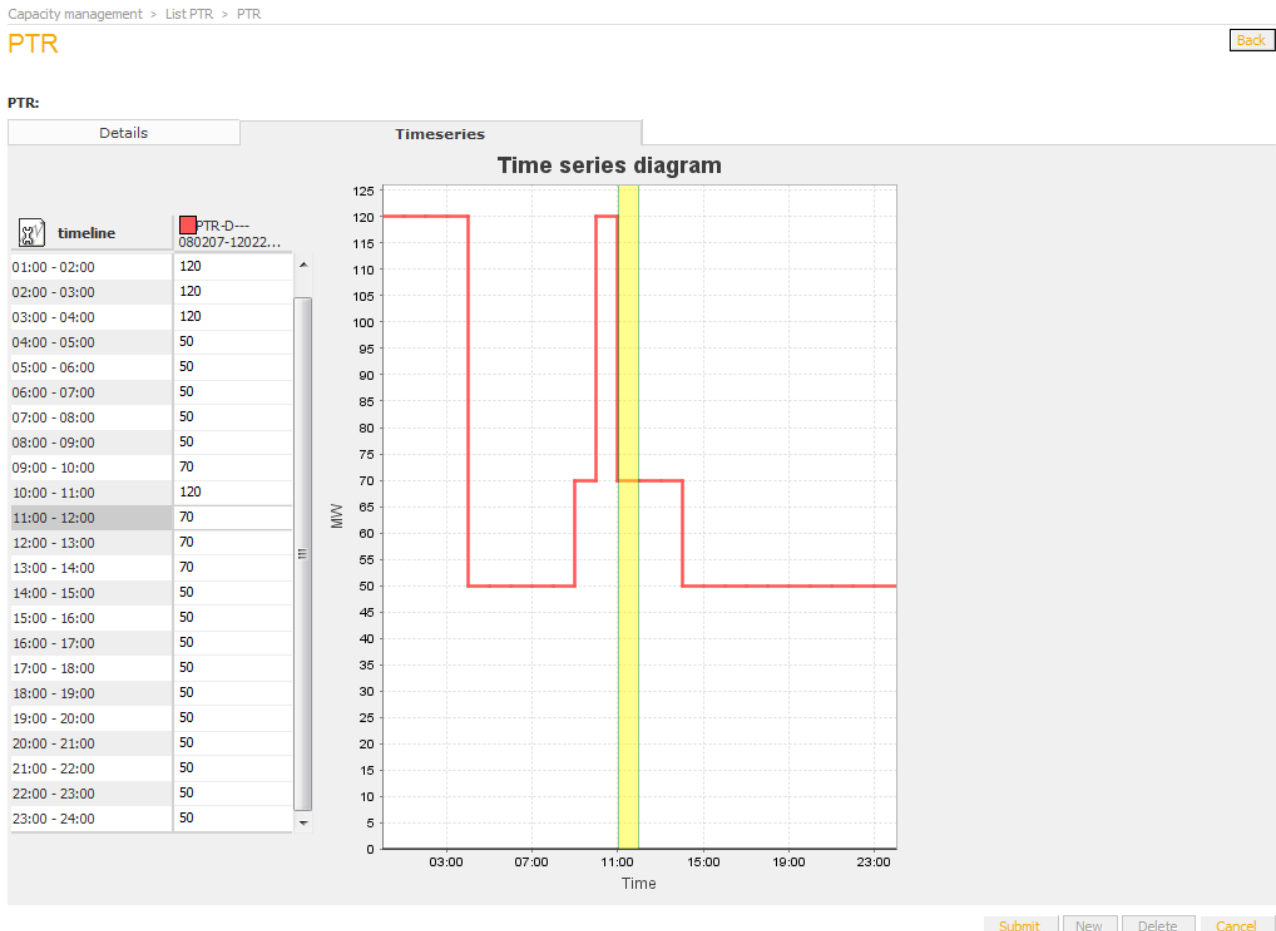 Capacity management > List PTR > PTR
PTR
Back
PTR:
Details
Timeseries
timeline
PTR-D---
080207-12022...
01:00 - 02:00 120
02:00 - 03:00 120
03:00 - 04:00 120
04:00 - 05:00 50
05:00 - 06:00 50
06:00 - 07:00 50
07:00 - 08:00 50
08:00 - 09:00 50
09:00 - 10:00 70
10:00 - 11:00 120
11:00 - 12:00 70
12:00 - 13:00 70
13:00 - 14:00 70
14:00 - 15:00 50
15:00 - 16:00 50
16:00 - 17:00 50
17:00 - 18:00 50
18:00 - 19:00 50
19:00 - 20:00 50
20:00 - 21:00 50
21:00 - 22:00 50
22:00 - 23:00 50
23:00 - 24:00 50
Time series diagram
125
120
115
110
105
100
95
90
85
80
75
70
65
60
55
50
45
40
35
30
25
20
15
10
5
0
MW
03:00 07:00 11:00 15:00 19:00 23:00
Time
Submit New Delete Cancel